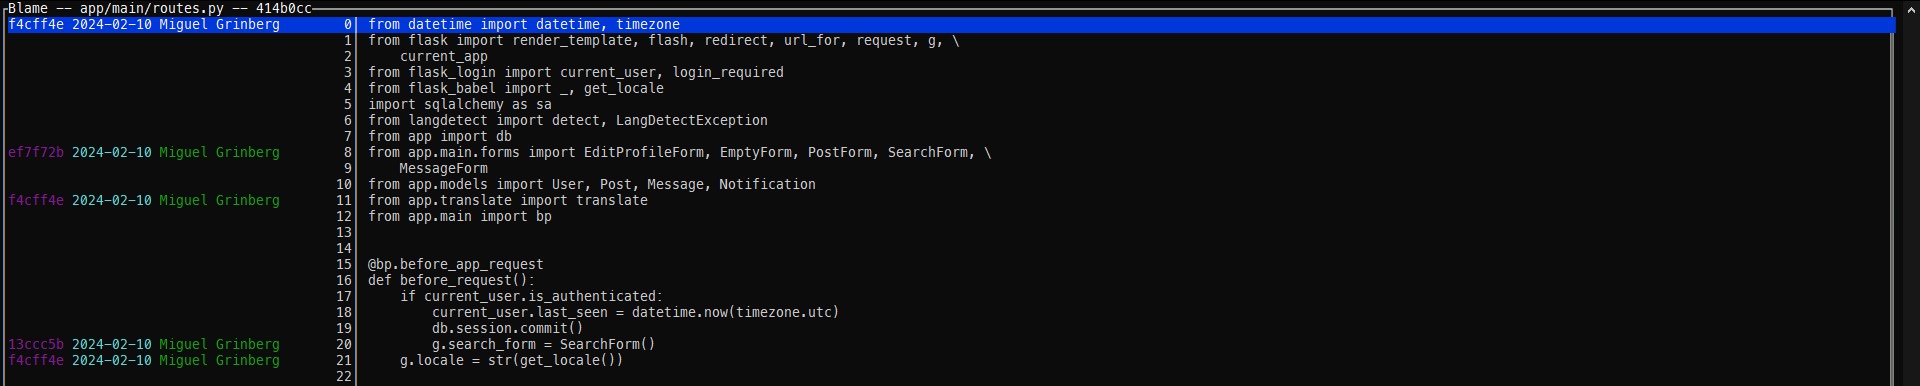 Blame -- app/main/routes.py -- 414b0cc
f4cff4e 2024-02-10 Miguel Grinberg 0 from datetime import datetime, timezone
1 from flask import render_template, flash, redirect, url_for, request, g, \
2 current_app
3 from flask_login import current_user, login_required
4 from flask_babel import _, get_locale
5 import sqlalchemy as sa
6 from langdetect import detect, LangDetectException
7 from app import db
ef7f72b 2024-02-10 Miguel Grinberg 8 from app.main.forms import EditProfileForm, EmptyForm, PostForm, SearchForm, \
9 MessageForm
10 from app.models import User, Post, Message, Notification
f4cff4e 2024-02-10 Miguel Grinberg 11 from app.translate import translate
12 from app.main import bp
13
14
15 @bp.before_app_request
16 def before_request():
17 if current_user.is_authenticated:
18 current_user.last_seen = datetime.now(timezone.utc)
19 db.session.commit()
13ccc5b 2024-02-10 Miguel Grinberg 20 g.search_form = SearchForm()
f4cff4e 2024-02-10 Miguel Grinberg 21 g.locale = str(get_locale())
22